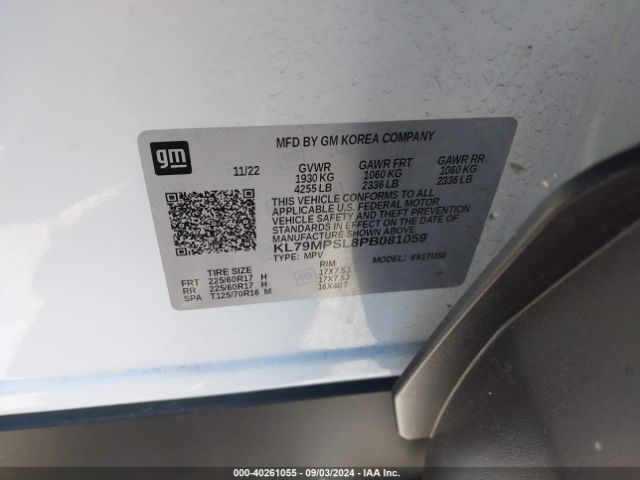 MFD BY GM KOREA COMPANY
gm
11/22
GVWR GAWR FRT GAWR RR
1930 KG 1060 KG 1060 KG
4255 LB 2336 LB 2336 LB
THIS VEHICLE CONFORMS TO ALL
APPLICABLE U.S. FEDERAL MOTOR
VEHICLE SAFETY AND THEFT PREVENTION
STANDARDS IN EFFECT ON THE DATE OF
MANUFACTURE SHOWN ABOVE.
KL79MPSL8PB081059
TYPE: MPV 891TU58
TIRE SIZE RIM
FRT 225/60R17 H 17X7.5J
RR 225/60R17 H 17X7.5J
SPA T125/70R16 M 16X4BT
000-40261055 - 09/03/2024 - IAA Inc.